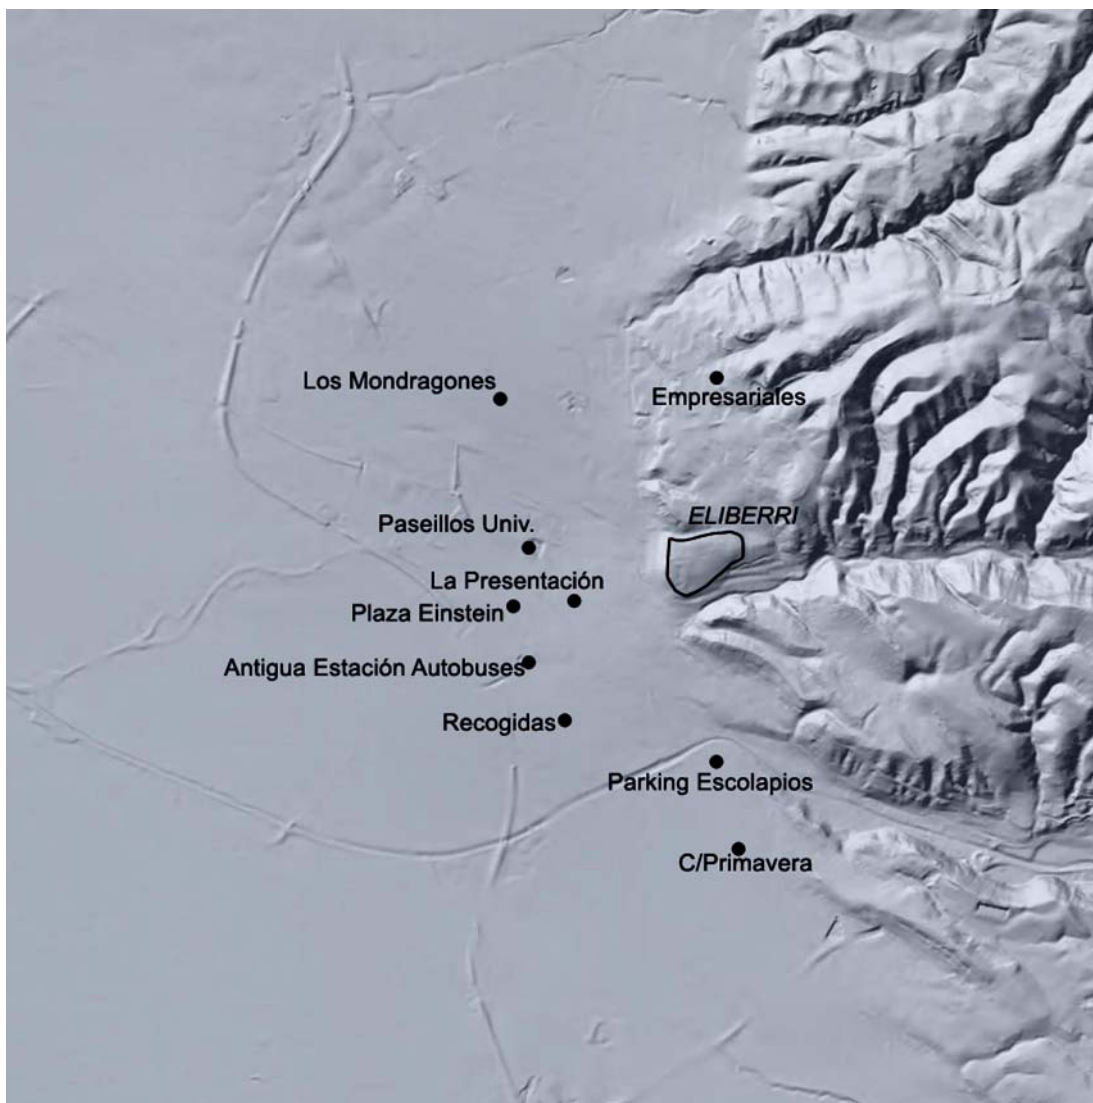 Los Mondragones
Empresariales
ELIBERRI
Paseillos Univ.
La Presentación
Plaza Einstein
Antigua Estación Autobuses
Recogidas
Parking Escolapios
C/Primavera